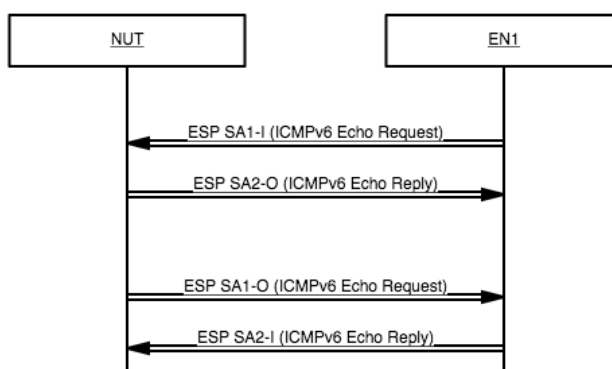 NUT
EN1
ESP SA1-I (ICMPv6 Echo Request)
ESP SA2-O (ICMPv6 Echo Reply)
ESP SA1-O (ICMPv6 Echo Request)
ESP SA2-I (ICMPv6 Echo Reply)